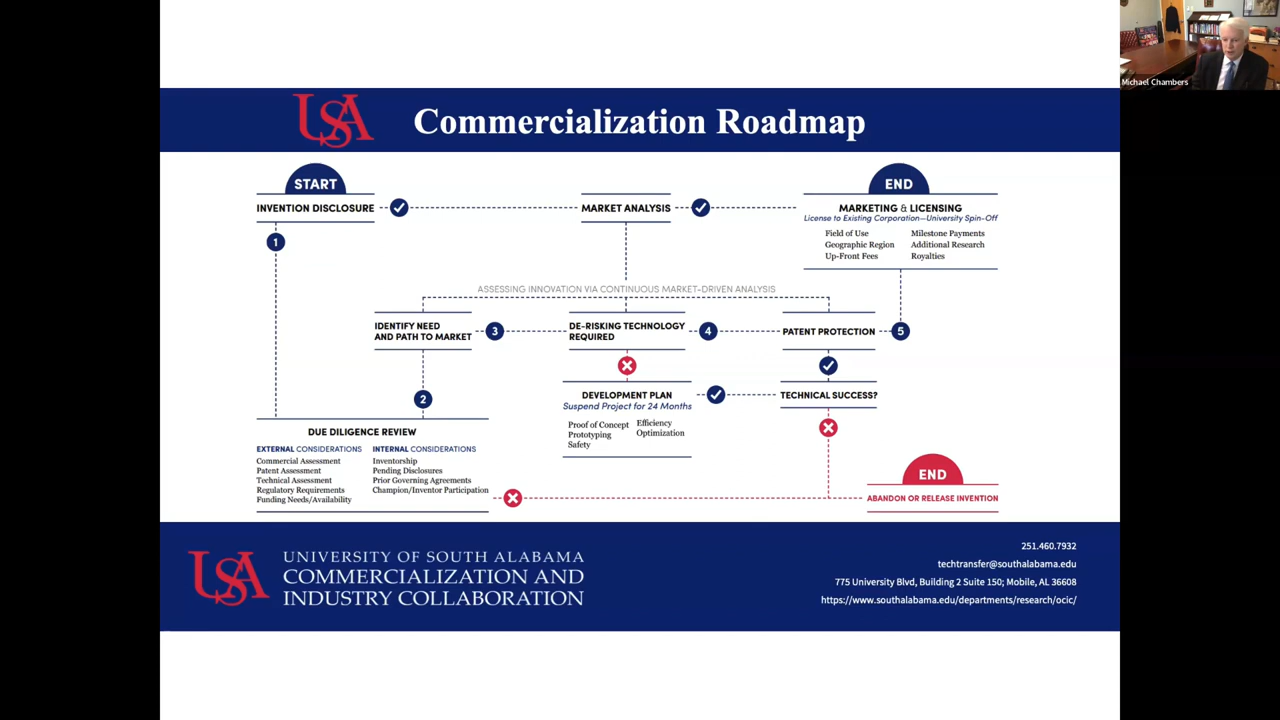 Michael Chambers
USA
Commercialization Roadmap
START
INVENTION DISCLOSURE
MARKET ANALYSIS
END
MARKETING & LICENSING
License to Existing Corporation—University Spin-Off
Field of Use
Geographic Region
Up-Front Fees
Milestone Payments
Additional Research
Royalties
1
ASSESSING INNOVATION VIA CONTINUOUS MARKET-DRIVEN ANALYSIS
IDENTIFY NEED
AND PATH TO MARKET
3
DE-RISKING TECHNOLOGY
REQUIRED
4
PATENT PROTECTION
5
2
DEVELOPMENT PLAN
Suspend Project for 24 Months
Proof of Concept
Prototyping
Safety
Efficiency
Optimization
TECHNICAL SUCCESS?
DUE DILIGENCE REVIEW
EXTERNAL CONSIDERATIONS
Commercial Assessment
Patent Assessment
Technical Assessment
Regulatory Requirements
Funding Needs/Availability
INTERNAL CONSIDERATIONS
Inventorship
Pending Disclosures
Prior Governing Agreements
Champion/Inventor Participation
END
ABANDON OR RELEASE INVENTION
USA
UNIVERSITY OF SOUTH ALABAMA
COMMERCIALIZATION AND
INDUSTRY COLLABORATION
251.460.7932
techtransfer@southalabama.edu
775 University Blvd, Building 2 Suite 150; Mobile, AL 36608
https://www.southalabama.edu/departments/research/ocic/